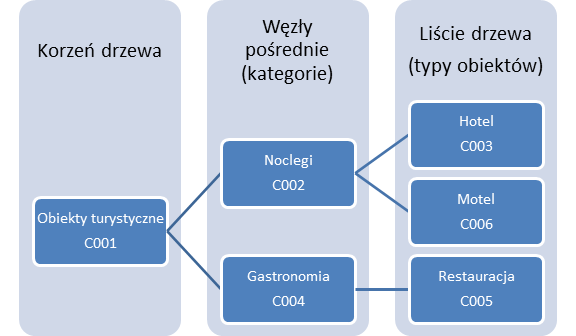 Korzeń drzewa
Węzły
pośrednie
(kategorie)
Liście drzewa
(typy obiektów)
Obiekty turystyczne
C001
Noclegi
C002
Gastronomia
C004
Hotel
C003
Motel
C006
Restauracja
C005